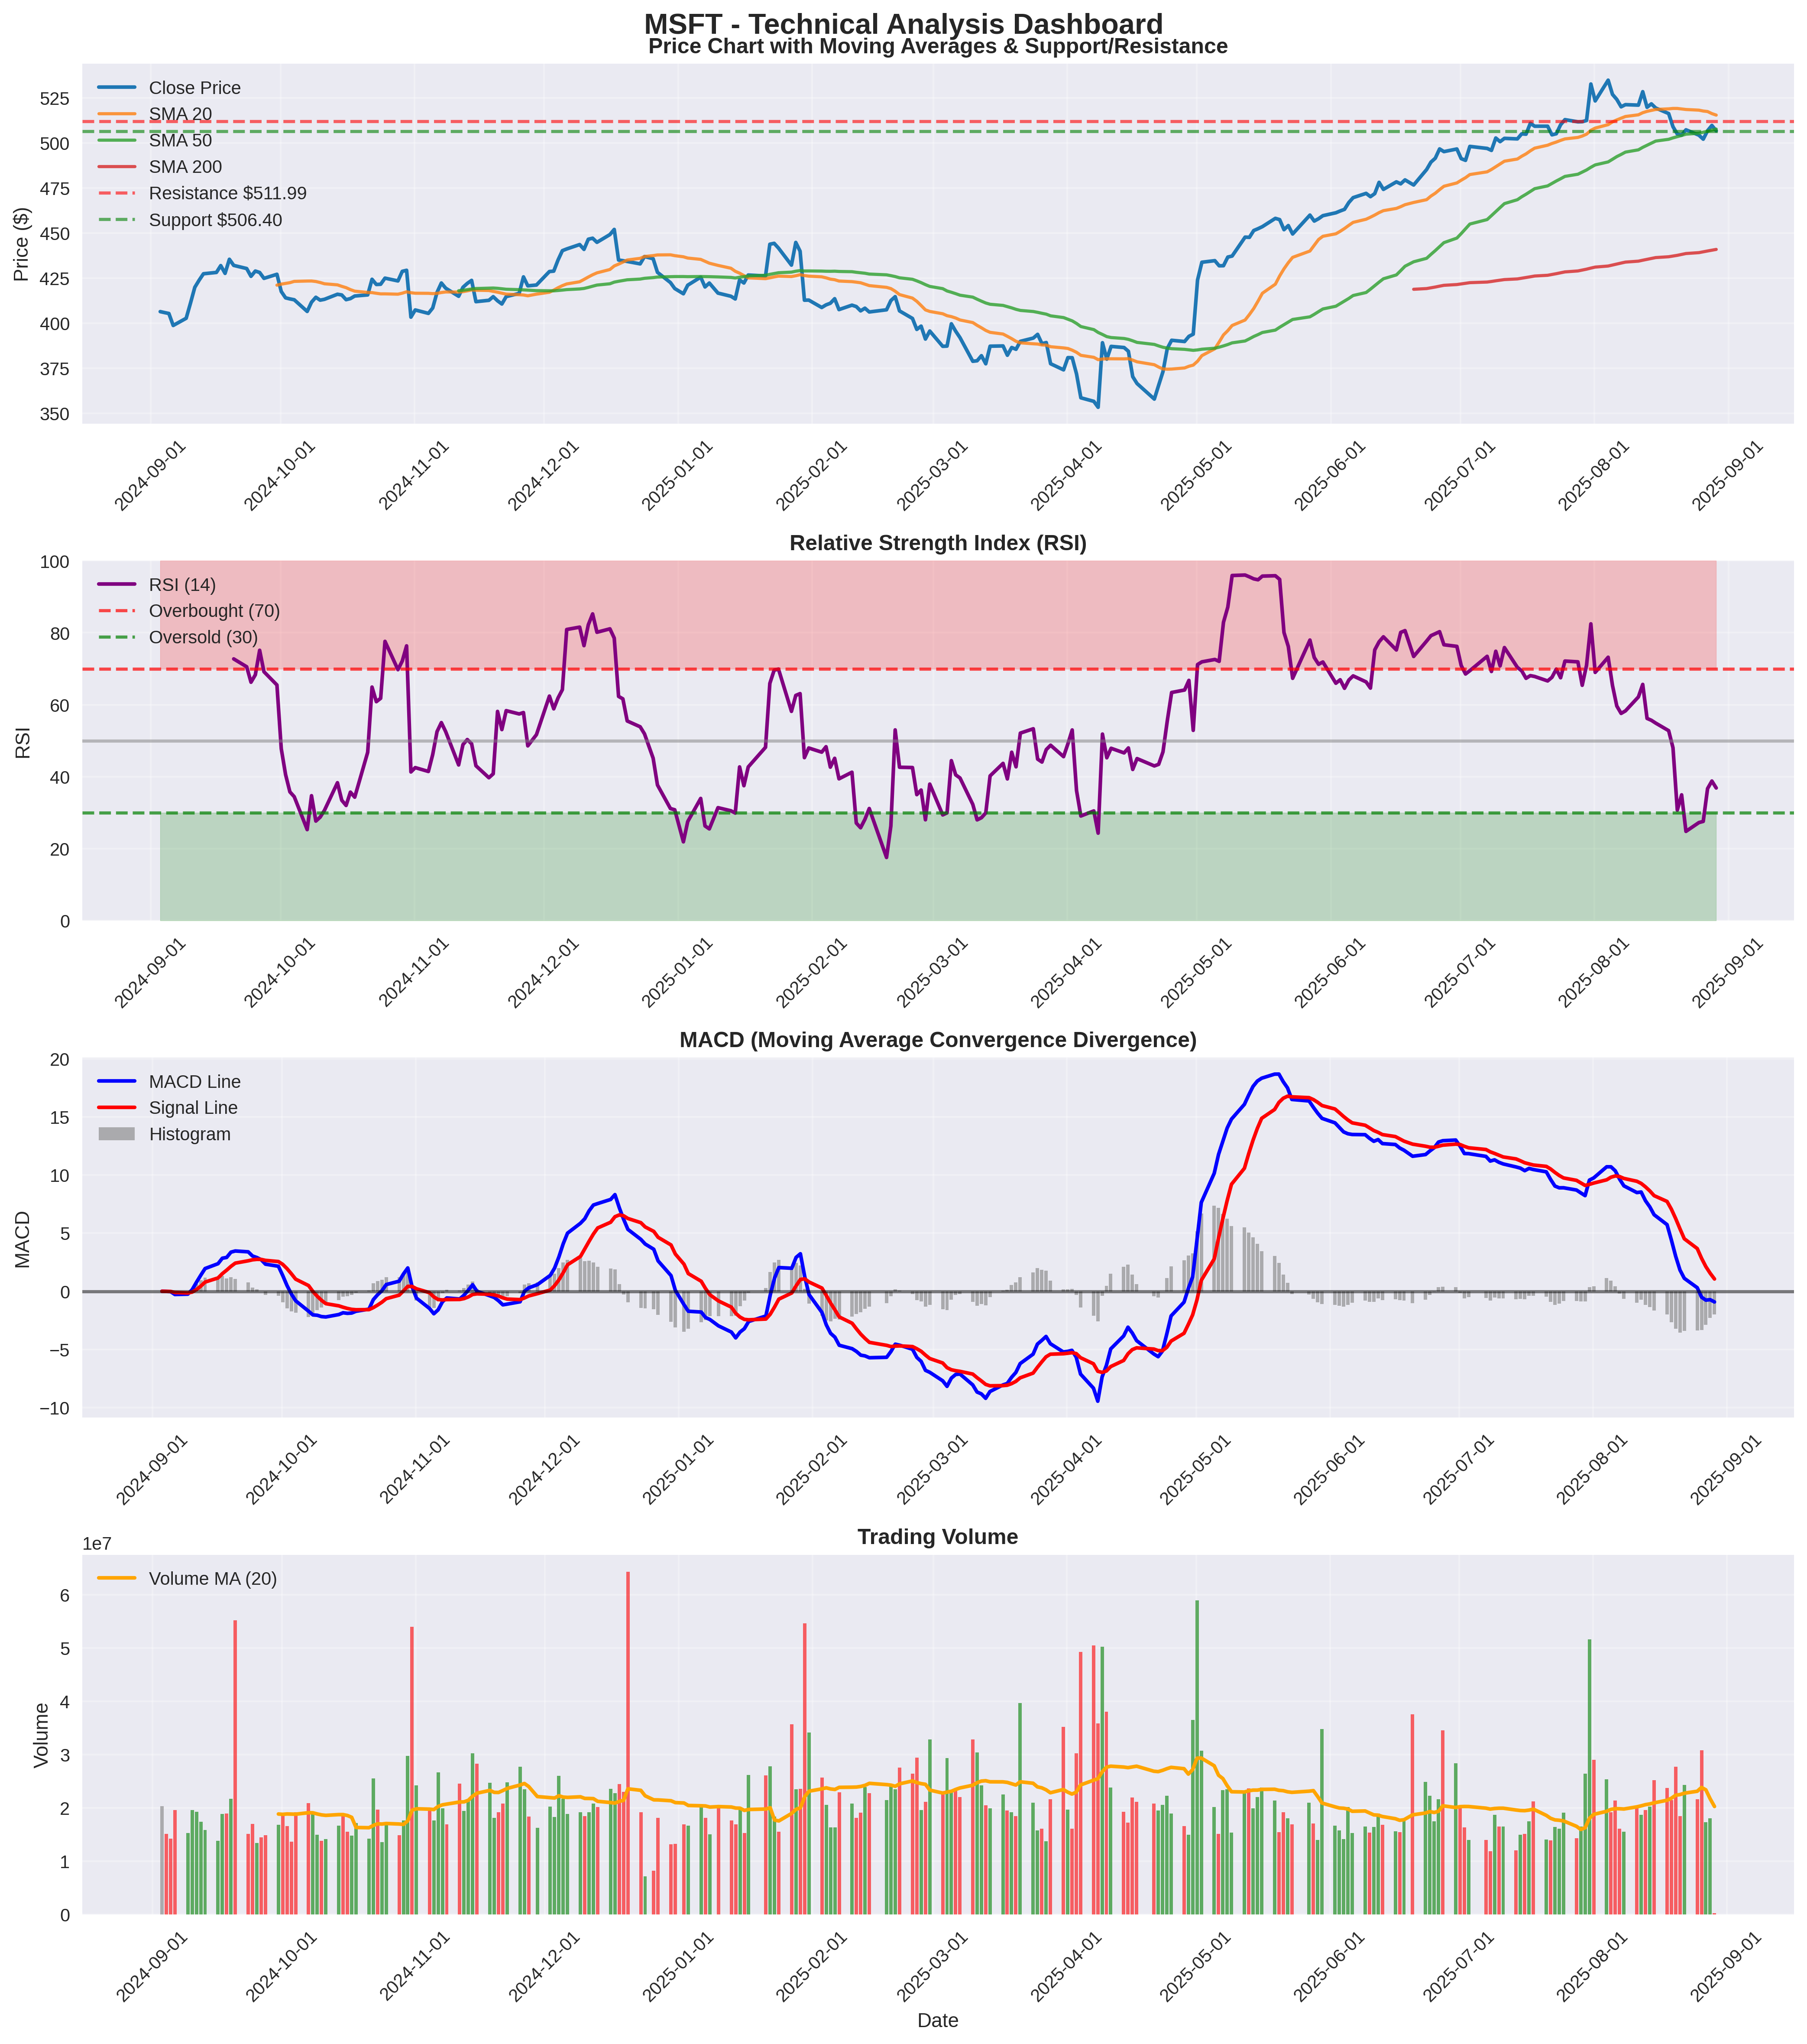 MSFT - Technical Analysis Dashboard
Price Chart with Moving Averages & Support/Resistance
Close Price
SMA 20
SMA 50
SMA 200
Resistance $511.99
Support $506.40
Price ($)
525
500
475
450
425
400
375
350
2024-09-01 2024-10-01 2024-11-01 2024-12-01 2025-01-01 2025-02-01 2025-03-01 2025-04-01 2025-05-01 2025-06-01 2025-07-01 2025-08-01 2025-09-01
Relative Strength Index (RSI)
RSI (14)
Overbought (70)
Oversold (30)
RSI
100
80
60
40
20
0
2024-09-01 2024-10-01 2024-11-01 2024-12-01 2025-01-01 2025-02-01 2025-03-01 2025-04-01 2025-05-01 2025-06-01 2025-07-01 2025-08-01 2025-09-01
MACD (Moving Average Convergence Divergence)
MACD Line
Signal Line
Histogram
MACD
20
15
10
5
0
−5
−10
2024-09-01 2024-10-01 2024-11-01 2024-12-01 2025-01-01 2025-02-01 2025-03-01 2025-04-01 2025-05-01 2025-06-01 2025-07-01 2025-08-01 2025-09-01
Trading Volume
1e7
Volume MA (20)
Volume
6
5
4
3
2
1
0
2024-09-01 2024-10-01 2024-11-01 2024-12-01 2025-01-01 2025-02-01 2025-03-01 2025-04-01 2025-05-01 2025-06-01 2025-07-01 2025-08-01 2025-09-01
Date